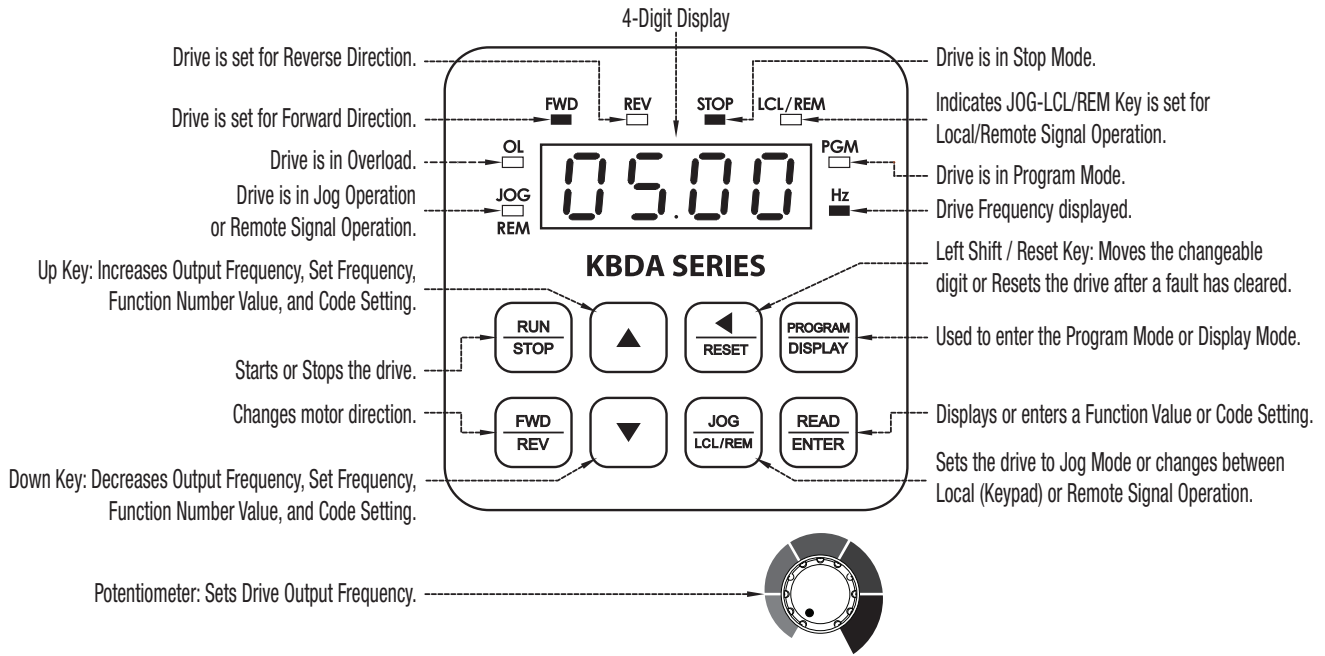 4-Digit Display
Drive is set for Reverse Direction.
Drive is in Stop Mode.
FWD
REV
STOP
LCL/REM
Indicates JOG-LCL/REM Key is set for
Local/Remote Signal Operation.
Drive is set for Forward Direction.
OL
PGM
Drive is in Overload.
05.00
Drive is in Program Mode.
Drive is in Jog Operation
or Remote Signal Operation.
JOG
REM
Hz
Drive Frequency displayed.
KBDA SERIES
Left Shift / Reset Key: Moves the changeable
digit or Resets the drive after a fault has cleared.
Up Key: Increases Output Frequency, Set Frequency,
Function Number Value, and Code Setting.
RUN
STOP
RESET
PROGRAM
DISPLAY
Used to enter the Program Mode or Display Mode.
Starts or Stops the drive.
Changes motor direction.
FWD
REV
JOG
LCL/REM
READ
ENTER
Displays or enters a Function Value or Code Setting.
Down Key: Decreases Output Frequency, Set Frequency,
Function Number Value, and Code Setting.
Sets the drive to Jog Mode or changes between
Local (Keypad) or Remote Signal Operation.
Potentiometer: Sets Drive Output Frequency.